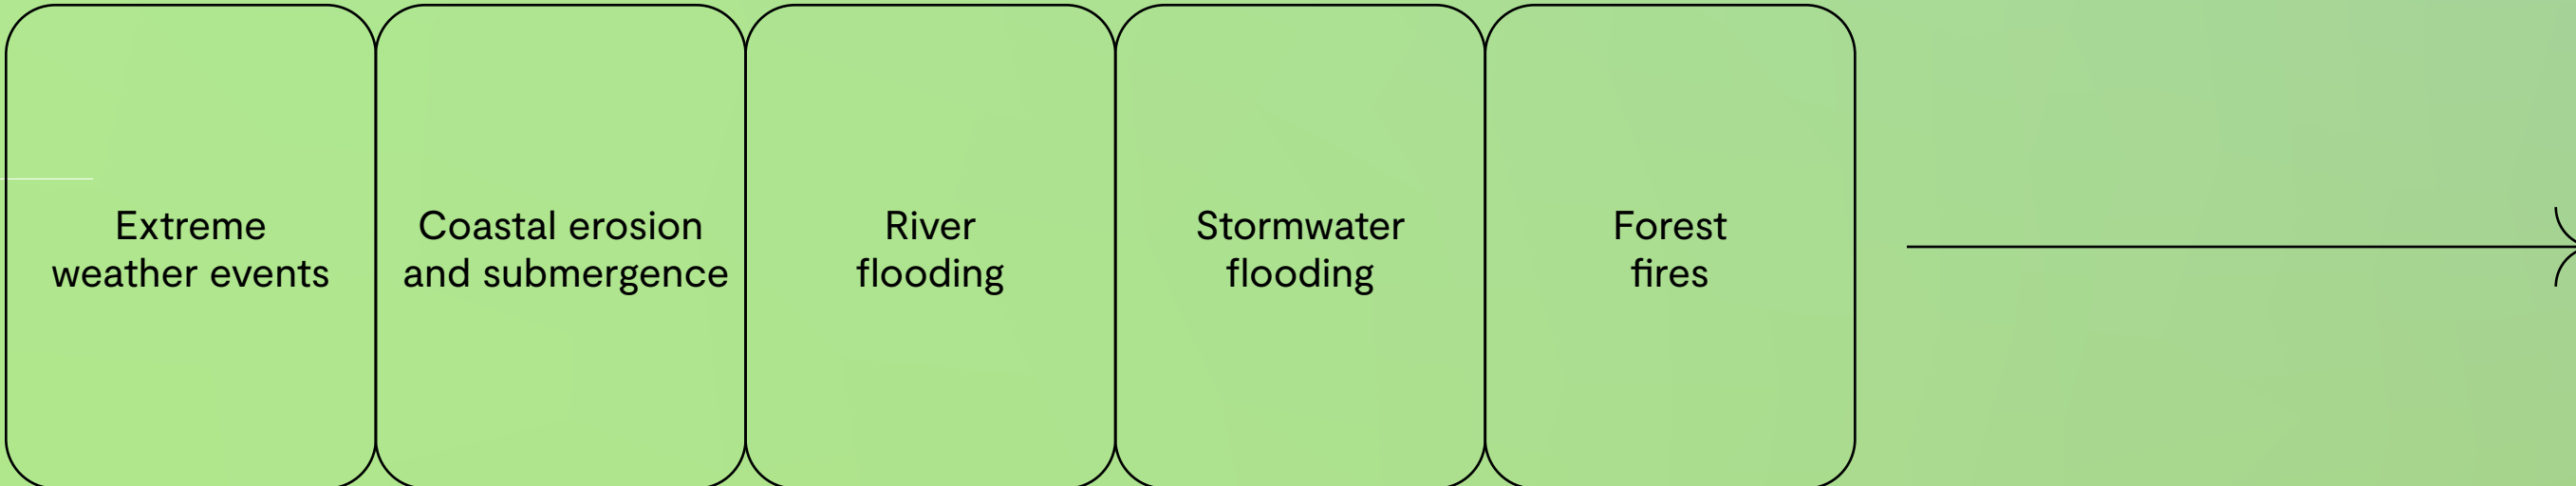 Extreme
weather events
Coastal erosion
and submergence
River
flooding
Stormwater
flooding
Forest
fires